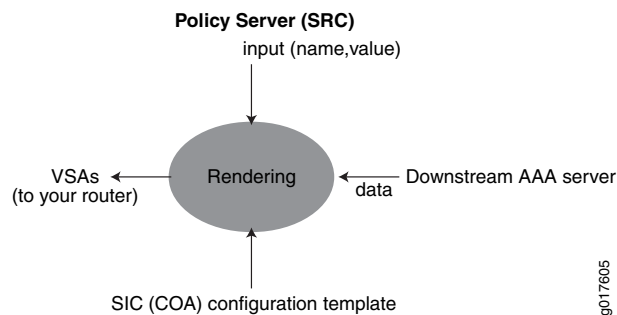 Policy Server (SRC)
input (name,value)
VSAs
(to your router)
Rendering
data
Downstream AAA server
SIC (COA) configuration template
g017605